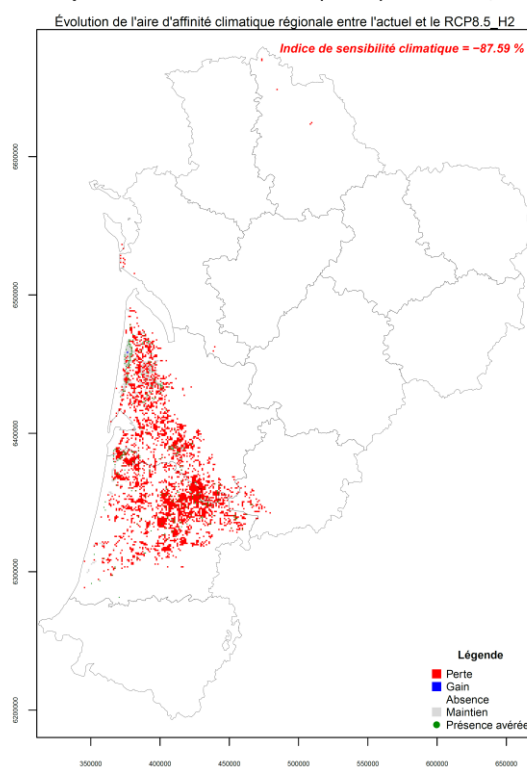 Évolution de l'aire d'affinité climatique régionale entre l'actuel et le RCP8.5_H2
Indice de sensibilité climatique = −87.59 %
6600000
6500000
6400000
6300000
6200000
Légende
Perte
Gain
Absence
Maintien
Présence avérée
350000 400000 450000 500000 550000 600000 650000